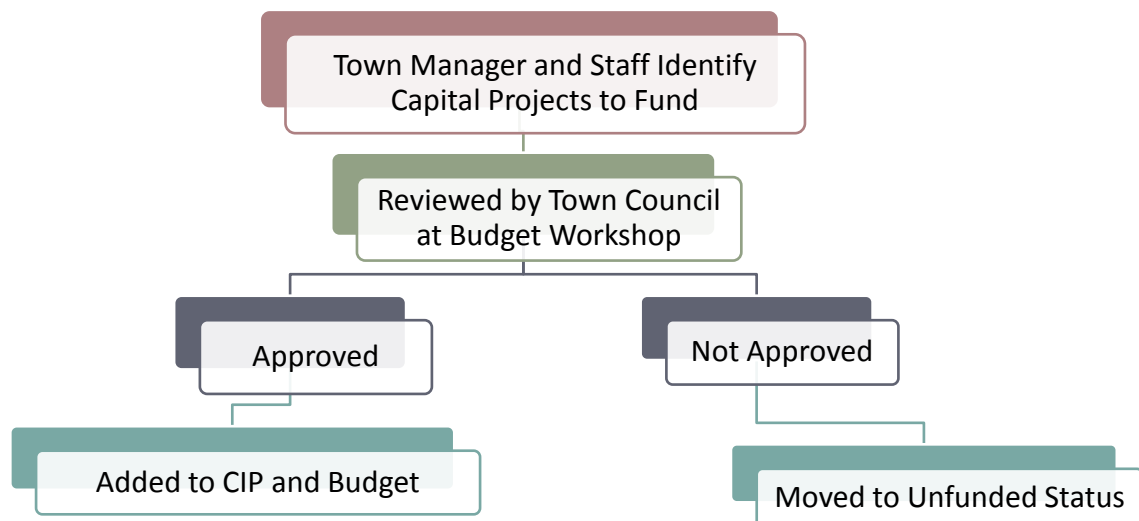 Town Manager and Staff Identify
Capital Projects to Fund
Reviewed by Town Council
at Budget Workshop
Approved
Not Approved
Added to CIP and Budget
Moved to Unfunded Status